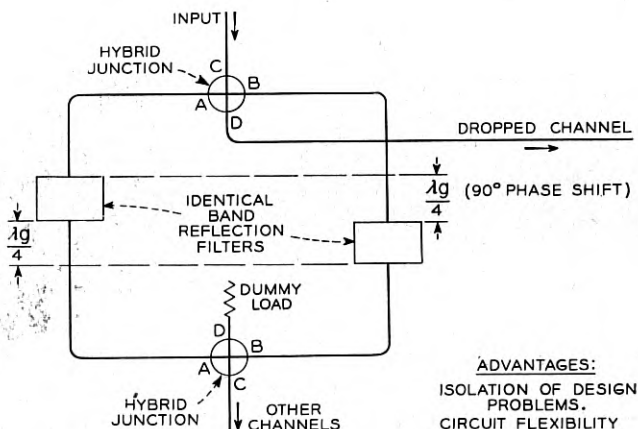 INPUT
HYBRID
JUNCTION
C
B
A
D
DROPPED CHANNEL
λg
4
(90° PHASE SHIFT)
IDENTICAL
BAND
REFLECTION
FILTERS
λg
4
DUMMY
LOAD
D
B
A
C
HYBRID
JUNCTION
OTHER
CHANNELS
ADVANTAGES:
ISOLATION OF DESIGN
PROBLEMS.
CIRCUIT FLEXIBILITY